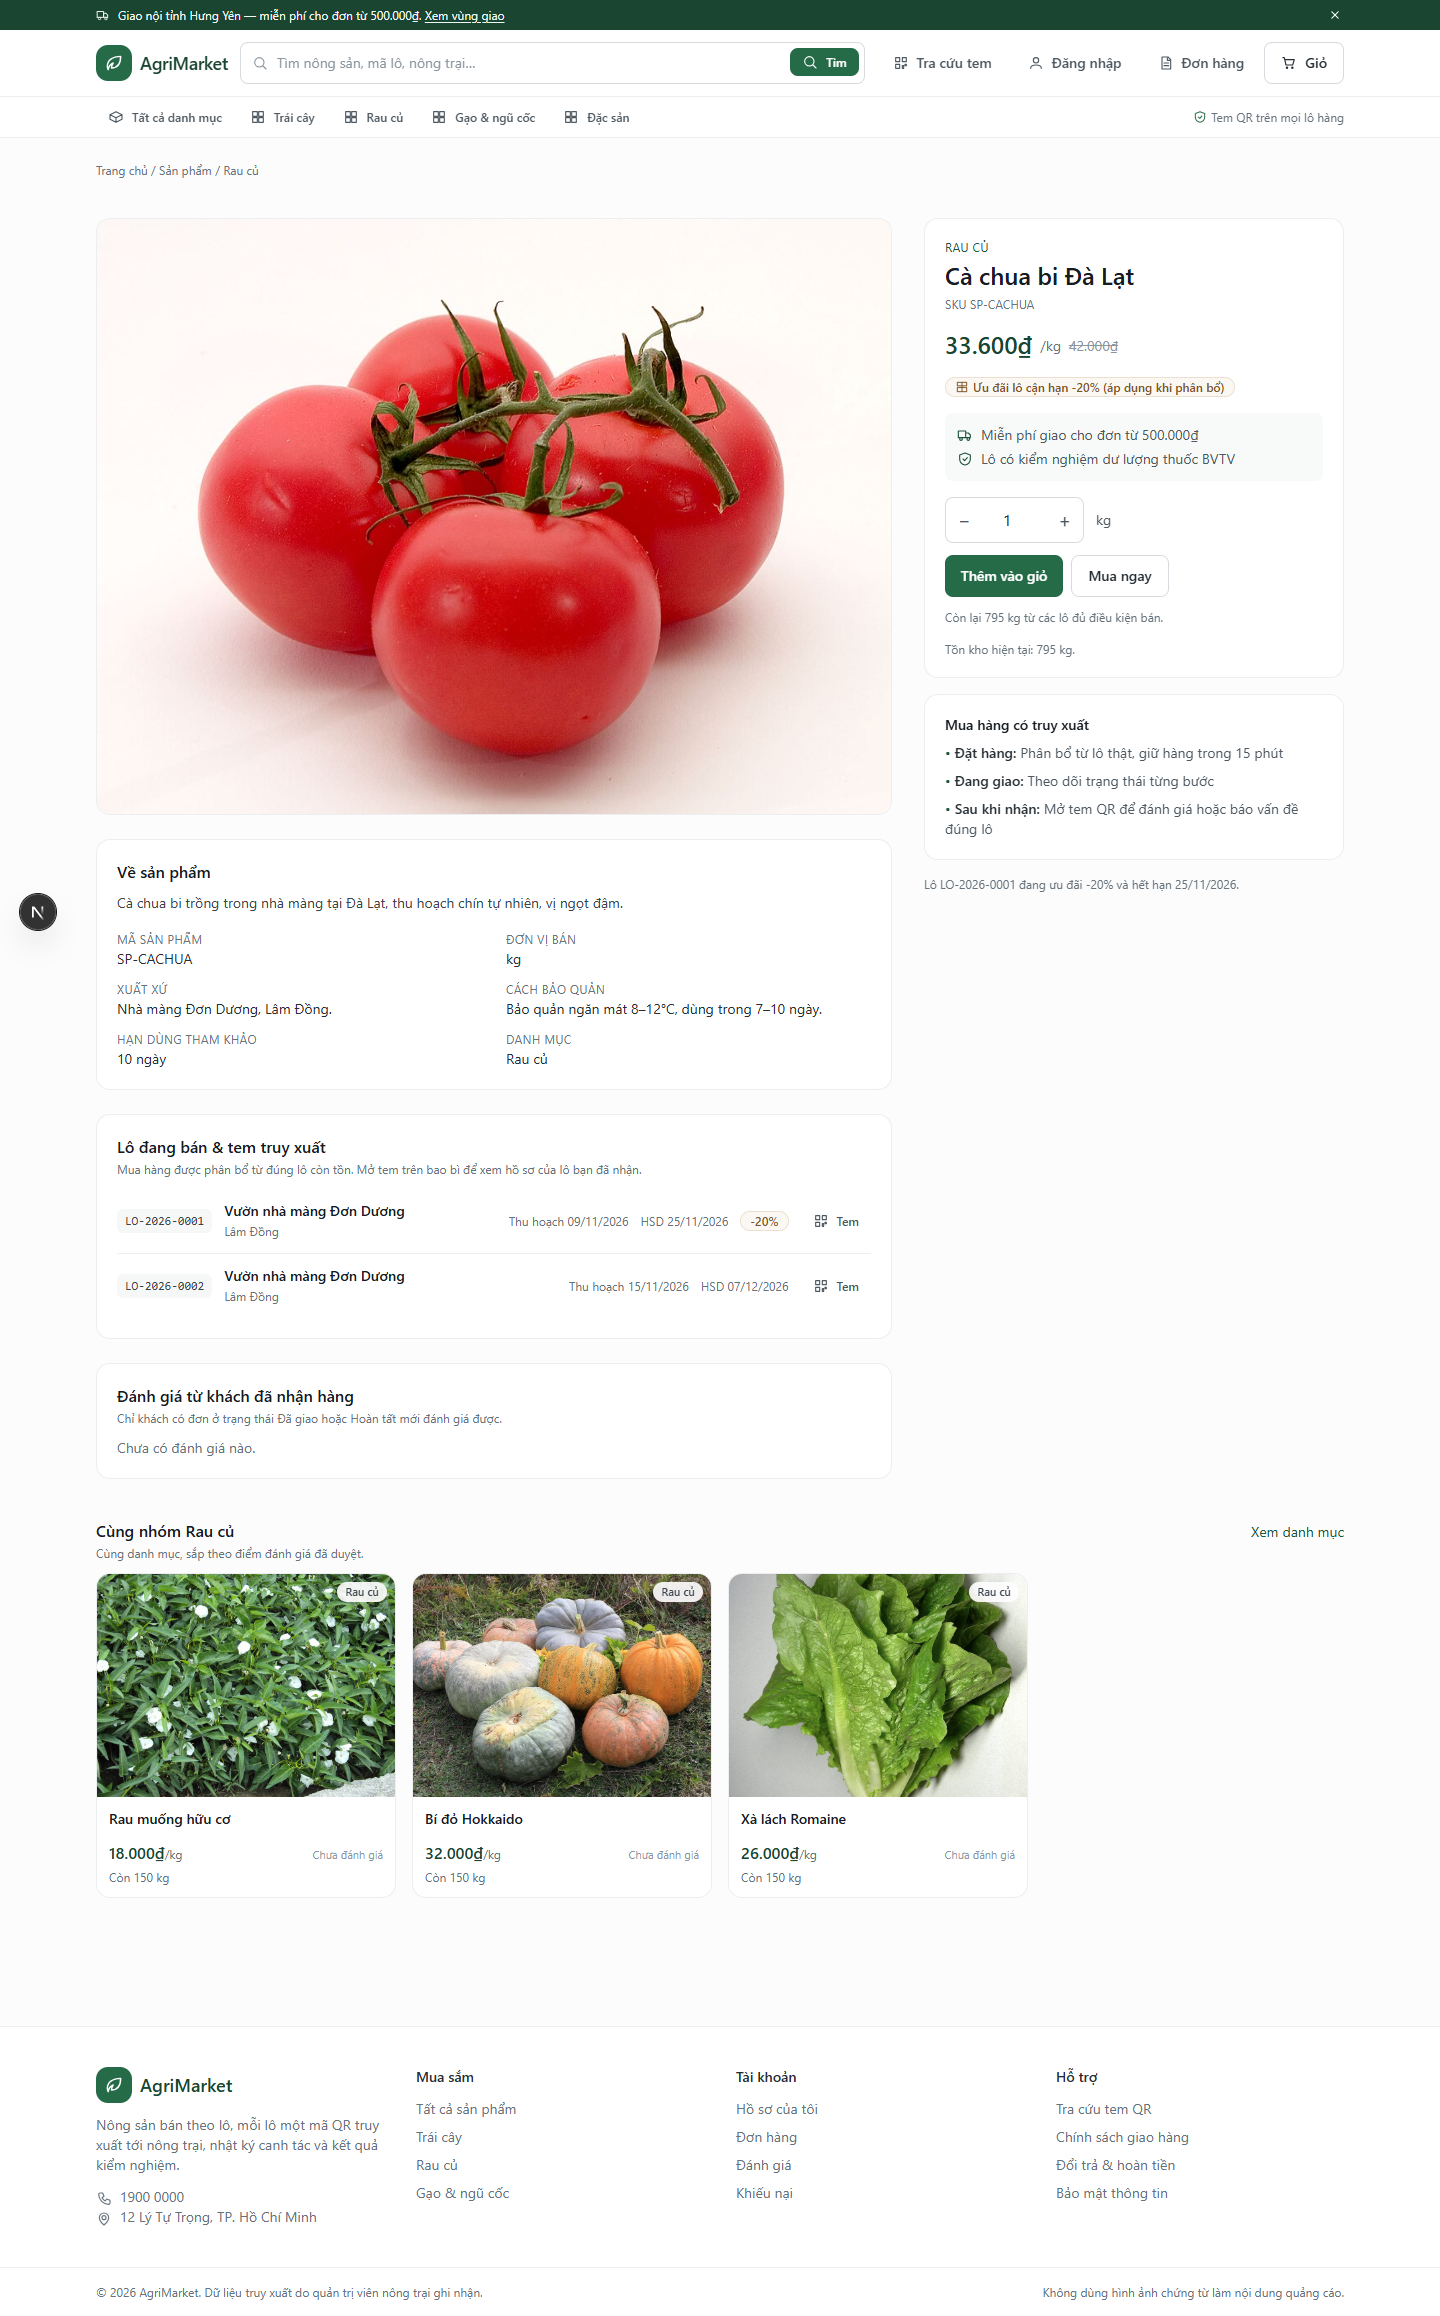 Giao nội tỉnh Hưng Yên — miễn phí cho đơn từ 500.000₫. Xem vùng giao
AgriMarket
Tìm nông sản, mã lô, nông trại...
Tìm
Tra cứu tem
Đăng nhập
Đơn hàng
Giỏ
Tất cả danh mục
Trái cây
Rau củ
Gạo & ngũ cốc
Đặc sản
Tem QR trên mọi lô hàng
Trang chủ / Sản phẩm / Rau củ
RAU CỦ
Cà chua bi Đà Lạt
SKU SP-CACHUA
33.600₫ /kg 42.000₫
Ưu đãi lô cận hạn -20% (áp dụng khi phân bổ)
Miễn phí giao cho đơn từ 500.000₫
Lô có kiểm nghiệm dư lượng thuốc BVTV
− 1 + kg
Thêm vào giỏ
Mua ngay
Còn lại 795 kg từ các lô đủ điều kiện bán.
Tồn kho hiện tại: 795 kg.
Mua hàng có truy xuất
• Đặt hàng: Phân bổ từ lô thật, giữ hàng trong 15 phút
• Đang giao: Theo dõi trạng thái từng bước
• Sau khi nhận: Mở tem QR để đánh giá hoặc báo vấn đề
đúng lô
Lô LO-2026-0001 đang ưu đãi -20% và hết hạn 25/11/2026.
Về sản phẩm
Cà chua bi trồng trong nhà màng tại Đà Lạt, thu hoạch chín tự nhiên, vị ngọt đậm.
MÃ SẢN PHẨM
SP-CACHUA
ĐƠN VỊ BÁN
kg
XUẤT XỨ
Nhà màng Đơn Dương, Lâm Đồng.
CÁCH BẢO QUẢN
Bảo quản ngăn mát 8–12°C, dùng trong 7–10 ngày.
HẠN DÙNG THAM KHẢO
10 ngày
DANH MỤC
Rau củ
Lô đang bán & tem truy xuất
Mua hàng được phân bổ từ đúng lô còn tồn. Mở tem trên bao bì để xem hồ sơ của lô bạn đã nhận.
LO-2026-0001
Vườn nhà màng Đơn Dương
Lâm Đồng
Thu hoạch 09/11/2026 HSD 25/11/2026 -20% Tem
LO-2026-0002
Vườn nhà màng Đơn Dương
Lâm Đồng
Thu hoạch 15/11/2026 HSD 07/12/2026 Tem
Đánh giá từ khách đã nhận hàng
Chỉ khách có đơn ở trạng thái Đã giao hoặc Hoàn tất mới đánh giá được.
Chưa có đánh giá nào.
Cùng nhóm Rau củ
Xem danh mục
Cùng danh mục, sắp theo điểm đánh giá đã duyệt.
Rau củ
Rau muống hữu cơ
18.000₫/kg
Chưa đánh giá
Còn 150 kg
Rau củ
Bí đỏ Hokkaido
32.000₫/kg
Chưa đánh giá
Còn 150 kg
Rau củ
Xà lách Romaine
26.000₫/kg
Chưa đánh giá
Còn 150 kg
AgriMarket
Nông sản bán theo lô, mỗi lô một mã QR truy
xuất tới nông trại, nhật ký canh tác và kết quả
kiểm nghiệm.
1900 0000
12 Lý Tự Trọng, TP. Hồ Chí Minh
Mua sắm
Tất cả sản phẩm
Trái cây
Rau củ
Gạo & ngũ cốc
Tài khoản
Hồ sơ của tôi
Đơn hàng
Đánh giá
Khiếu nại
Hỗ trợ
Tra cứu tem QR
Chính sách giao hàng
Đổi trả & hoàn tiền
Bảo mật thông tin
© 2026 AgriMarket. Dữ liệu truy xuất do quản trị viên nông trại ghi nhận.
Không dùng hình ảnh chứng từ làm nội dung quảng cáo.